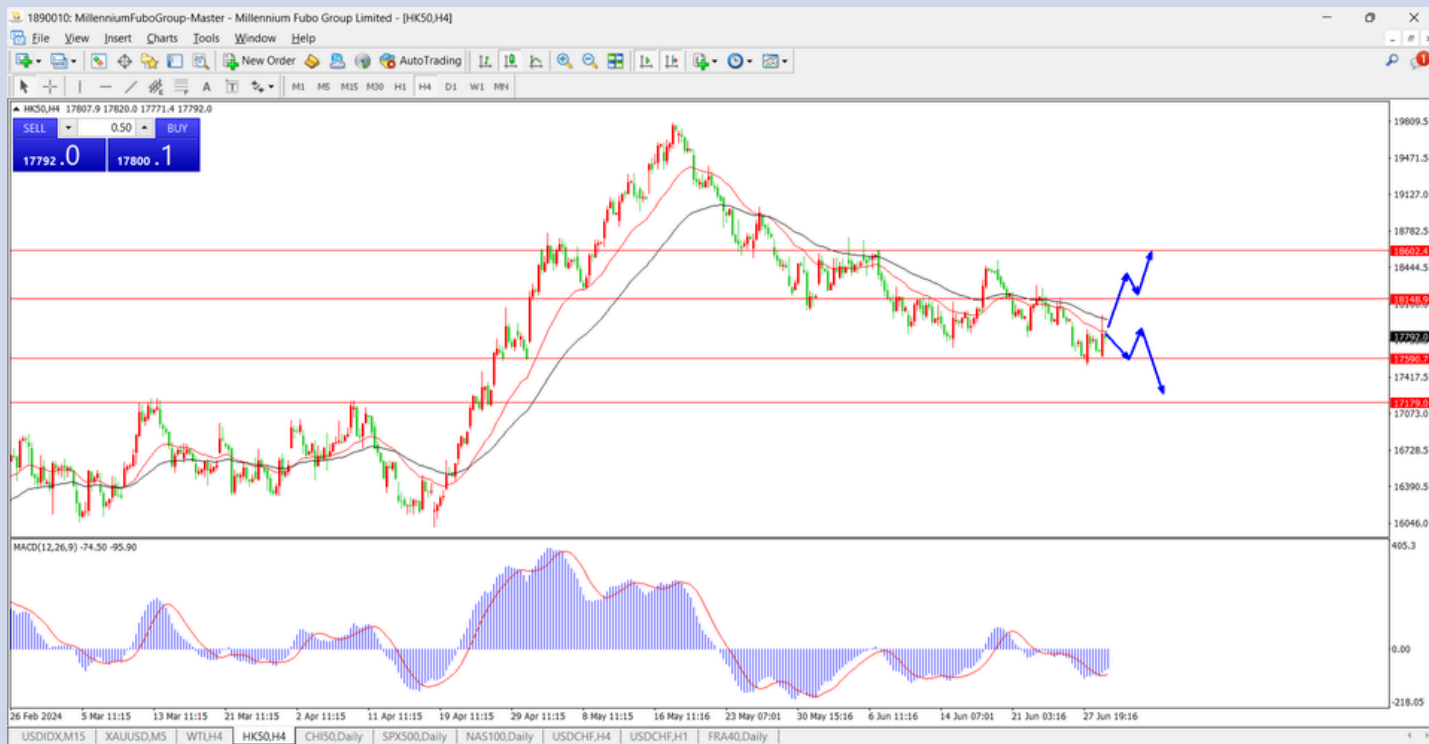 1890010: MillenniumFuboGroup-Master - Millennium Fubo Group Limited - [HK50,H4]
File View Insert Charts Tools Window Help
New Order AutoTrading
1
A T M1 M5 M15 M30 H1 H4 D1 W1 MN
HK50,H4 17807.9 17820.0 17771.4 17792.0
SELL 0.50 BUY
17792.0 17800.1
19809.5
19471.5
19127.0
18782.5
18602.4
18444.5
18148.9
17792.0
17590.7
17417.5
17179.0
17073.0
16728.5
16390.5
16046.0
MACD(12,26,9) -74.50 -95.90
405.3
0.00
-218.05
26 Feb 2024 5 Mar 11:15 13 Mar 11:15 21 Mar 11:15 2 Apr 11:15 11 Apr 11:15 19 Apr 11:15 29 Apr 11:15 8 May 11:15 16 May 11:16 23 May 07:01 30 May 15:16 6 Jun 11:16 14 Jun 07:01 21 Jun 03:16 27 Jun 19:16
USDIDX,M15 XAUUSD,M5 WTI,H4 HK50,H4 CHI50,Daily SPX500,Daily NAS100,Daily USDCHF,H4 USDCHF,H1 FRA40,Daily